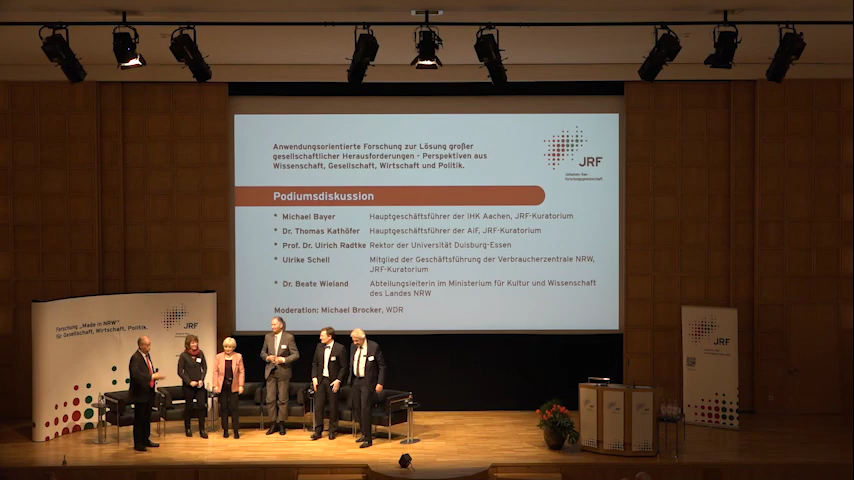 Anwendungsorientierte Forschung zur Lösung großer
gesellschaftlicher Herausforderungen - Perspektiven aus
Wissenschaft, Gesellschaft, Wirtschaft und Politik.
JRF
Johannes-Rau-
Forschungsgemeinschaft
Podiumsdiskussion
* Michael Bayer Hauptgeschäftsführer der IHK Aachen, JRF-Kuratorium
* Dr. Thomas Kathöfer Hauptgeschäftsführer der AiF, JRF-Kuratorium
* Prof. Dr. Ulrich Radtke Rektor der Universität Duisburg-Essen
* Ulrike Schell Mitglied der Geschäftsführung der Verbraucherzentrale NRW,
JRF-Kuratorium
* Dr. Beate Wieland Abteilungsleiterin im Ministerium für Kultur und Wissenschaft
des Landes NRW
Moderation: Michael Brocker, WDR
Forschung „Made in NRW"
für Gesellschaft, Wirtschaft, Politik.
JRF
JRF